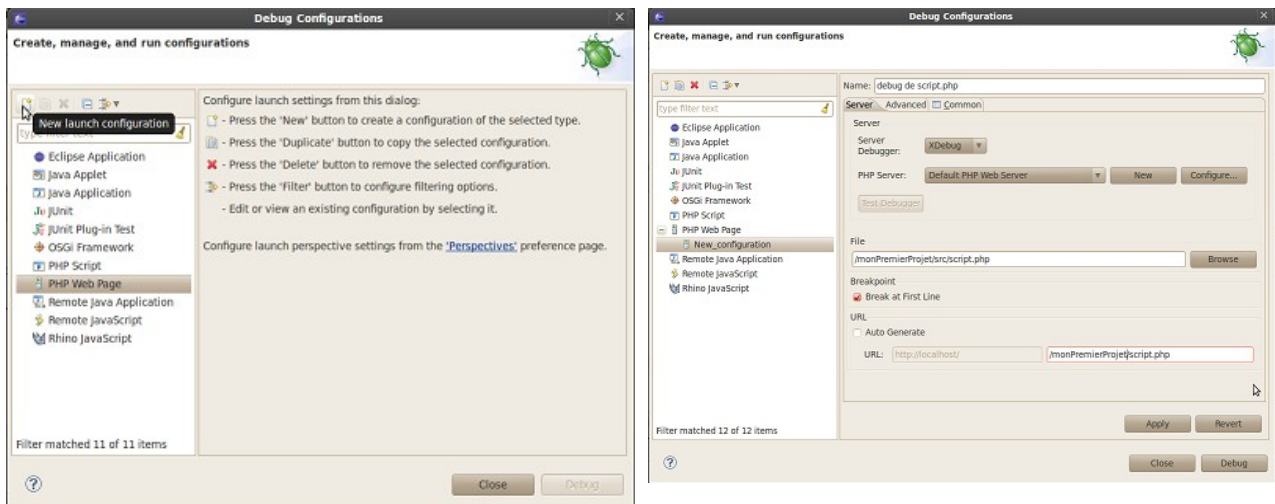 Debug Configurations
Create, manage, and run configurations
New launch configuration
Eclipse Application
Java Applet
Java Application
JUnit
JUnit Plug-in Test
OSGi Framework
PHP Script
PHP Web Page
Remote Java Application
Remote JavaScript
Rhino JavaScript
Filter matched 11 of 11 items
Configure launch settings from this dialog:
- Press the 'New' button to create a configuration of the selected type.
- Press the 'Duplicate' button to copy the selected configuration.
- Press the 'Delete' button to remove the selected configuration.
- Press the 'Filter' button to configure filtering options.
- Edit or view an existing configuration by selecting it.
Configure launch perspective settings from the 'Perspectives' preference page.
Close
Debug
Debug Configurations
Create, manage, and run configurations
type filter text
Eclipse Application
Java Applet
Java Application
JUnit
JUnit Plug-in Test
OSGi Framework
PHP Script
PHP Web Page
New_configuration
Remote Java Application
Remote JavaScript
Rhino JavaScript
Filter matched 12 of 12 items
Name: debug de script.php
Server Advanced Common
Server
Server Debugger: XDebug
PHP Server: Default PHP Web Server New Configure...
Test Debugger
File
/monPremierProjet/src/script.php Browse
Breakpoint
Break at First Line
URL
Auto Generate
URL: http://localhost/ /monPremierProjet/script.php
Apply Revert
Close Debug